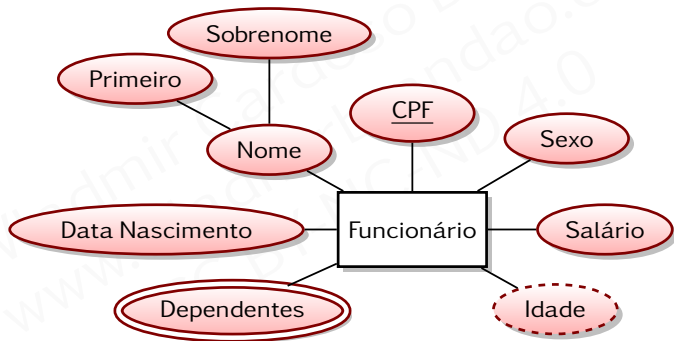 Sobrenome
Primeiro
CPF
Nome
Sexo
Data Nascimento
Funcionário
Salário
Dependentes
Idade